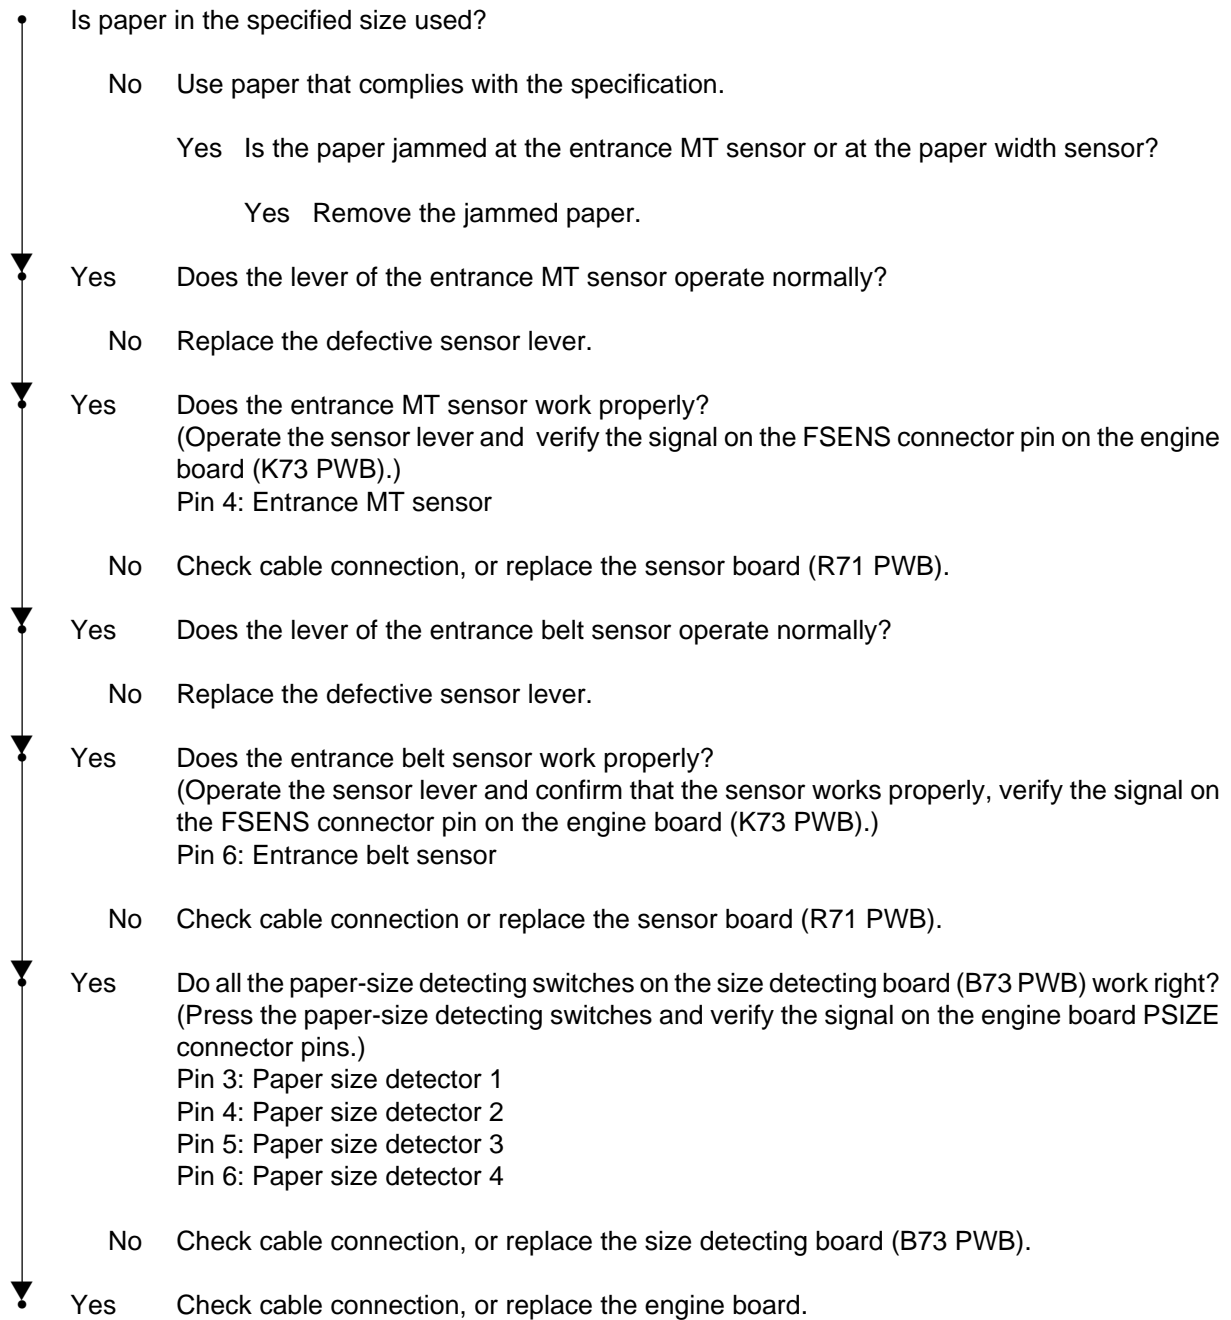 Is paper in the specified size used?
No Use paper that complies with the specification.
Yes Is the paper jammed at the entrance MT sensor or at the paper width sensor?
Yes Remove the jammed paper.
Yes Does the lever of the entrance MT sensor operate normally?
No Replace the defective sensor lever.
Yes Does the entrance MT sensor work properly?
(Operate the sensor lever and verify the signal on the FSENS connector pin on the engine
board (K73 PWB).)
Pin 4: Entrance MT sensor
No Check cable connection, or replace the sensor board (R71 PWB).
Yes Does the lever of the entrance belt sensor operate normally?
No Replace the defective sensor lever.
Yes Does the entrance belt sensor work properly?
(Operate the sensor lever and confirm that the sensor works properly, verify the signal on
the FSENS connector pin on the engine board (K73 PWB).)
Pin 6: Entrance belt sensor
No Check cable connection or replace the sensor board (R71 PWB).
Yes Do all the paper-size detecting switches on the size detecting board (B73 PWB) work right?
(Press the paper-size detecting switches and verify the signal on the engine board PSIZE
connector pins.)
Pin 3: Paper size detector 1
Pin 4: Paper size detector 2
Pin 5: Paper size detector 3
Pin 6: Paper size detector 4
No Check cable connection, or replace the size detecting board (B73 PWB).
Yes Check cable connection, or replace the engine board.